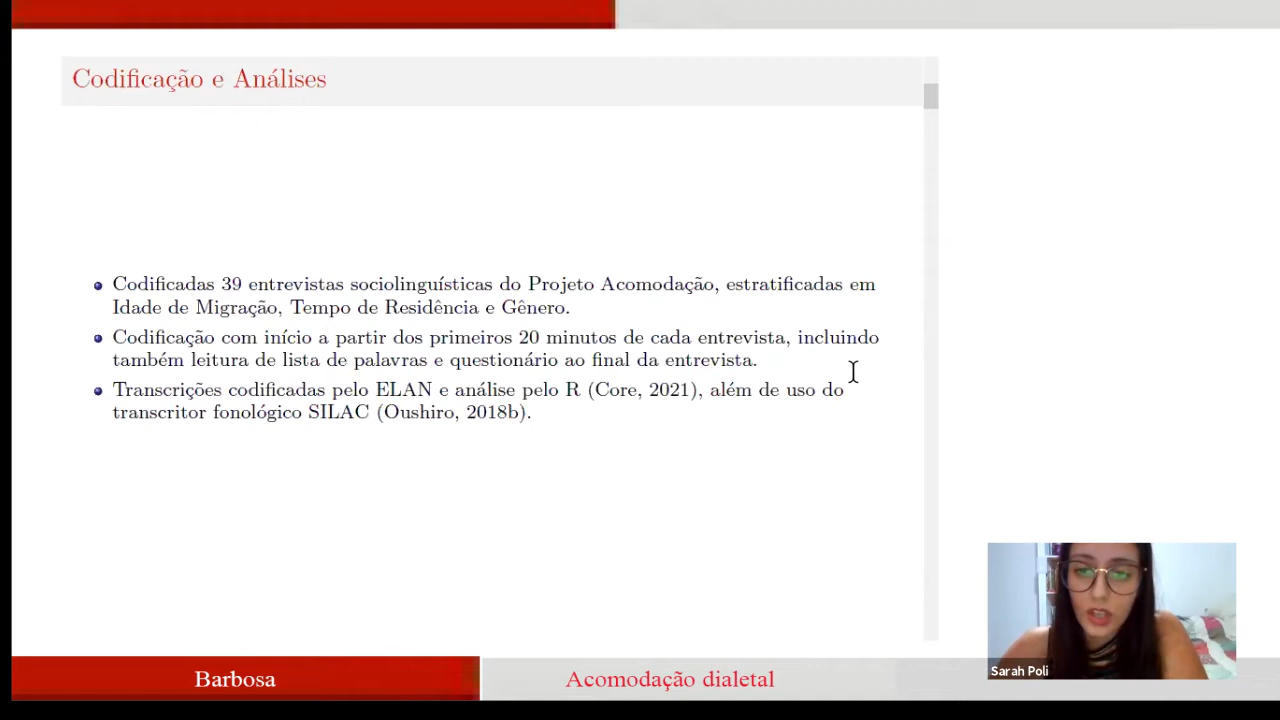 Codificação e Análises
Codificadas 39 entrevistas sociolinguísticas do Projeto Acomodação, estratificadas em
Idade de Migração, Tempo de Residência e Gênero.
Codificação com início a partir dos primeiros 20 minutos de cada entrevista, incluindo
também leitura de lista de palavras e questionário ao final da entrevista.
Transcrições codificadas pelo ELAN e análise pelo R (Core, 2021), além de uso do
transcritor fonológico SILAC (Oushiro, 2018b).
Sarah Poli
Barbosa
Acomodação dialetal